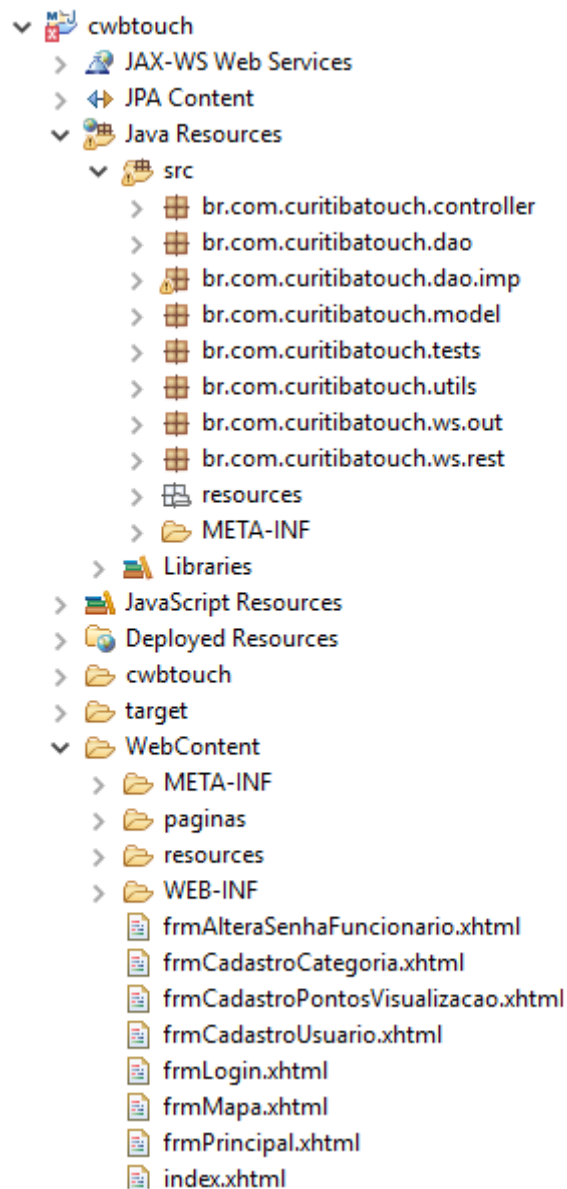 cwbtouch
JAX-WS Web Services
JPA Content
Java Resources
src
br.com.curitibatouch.controller
br.com.curitibatouch.dao
br.com.curitibatouch.dao.imp
br.com.curitibatouch.model
br.com.curitibatouch.tests
br.com.curitibatouch.utils
br.com.curitibatouch.ws.out
br.com.curitibatouch.ws.rest
resources
META-INF
Libraries
JavaScript Resources
Deployed Resources
cwbtouch
target
WebContent
META-INF
paginas
resources
WEB-INF
frmAlteraSenhaFuncionario.xhtml
frmCadastroCategoria.xhtml
frmCadastroPontosVisualizacao.xhtml
frmCadastroUsuario.xhtml
frmLogin.xhtml
frmMapa.xhtml
frmPrincipal.xhtml
index.xhtml